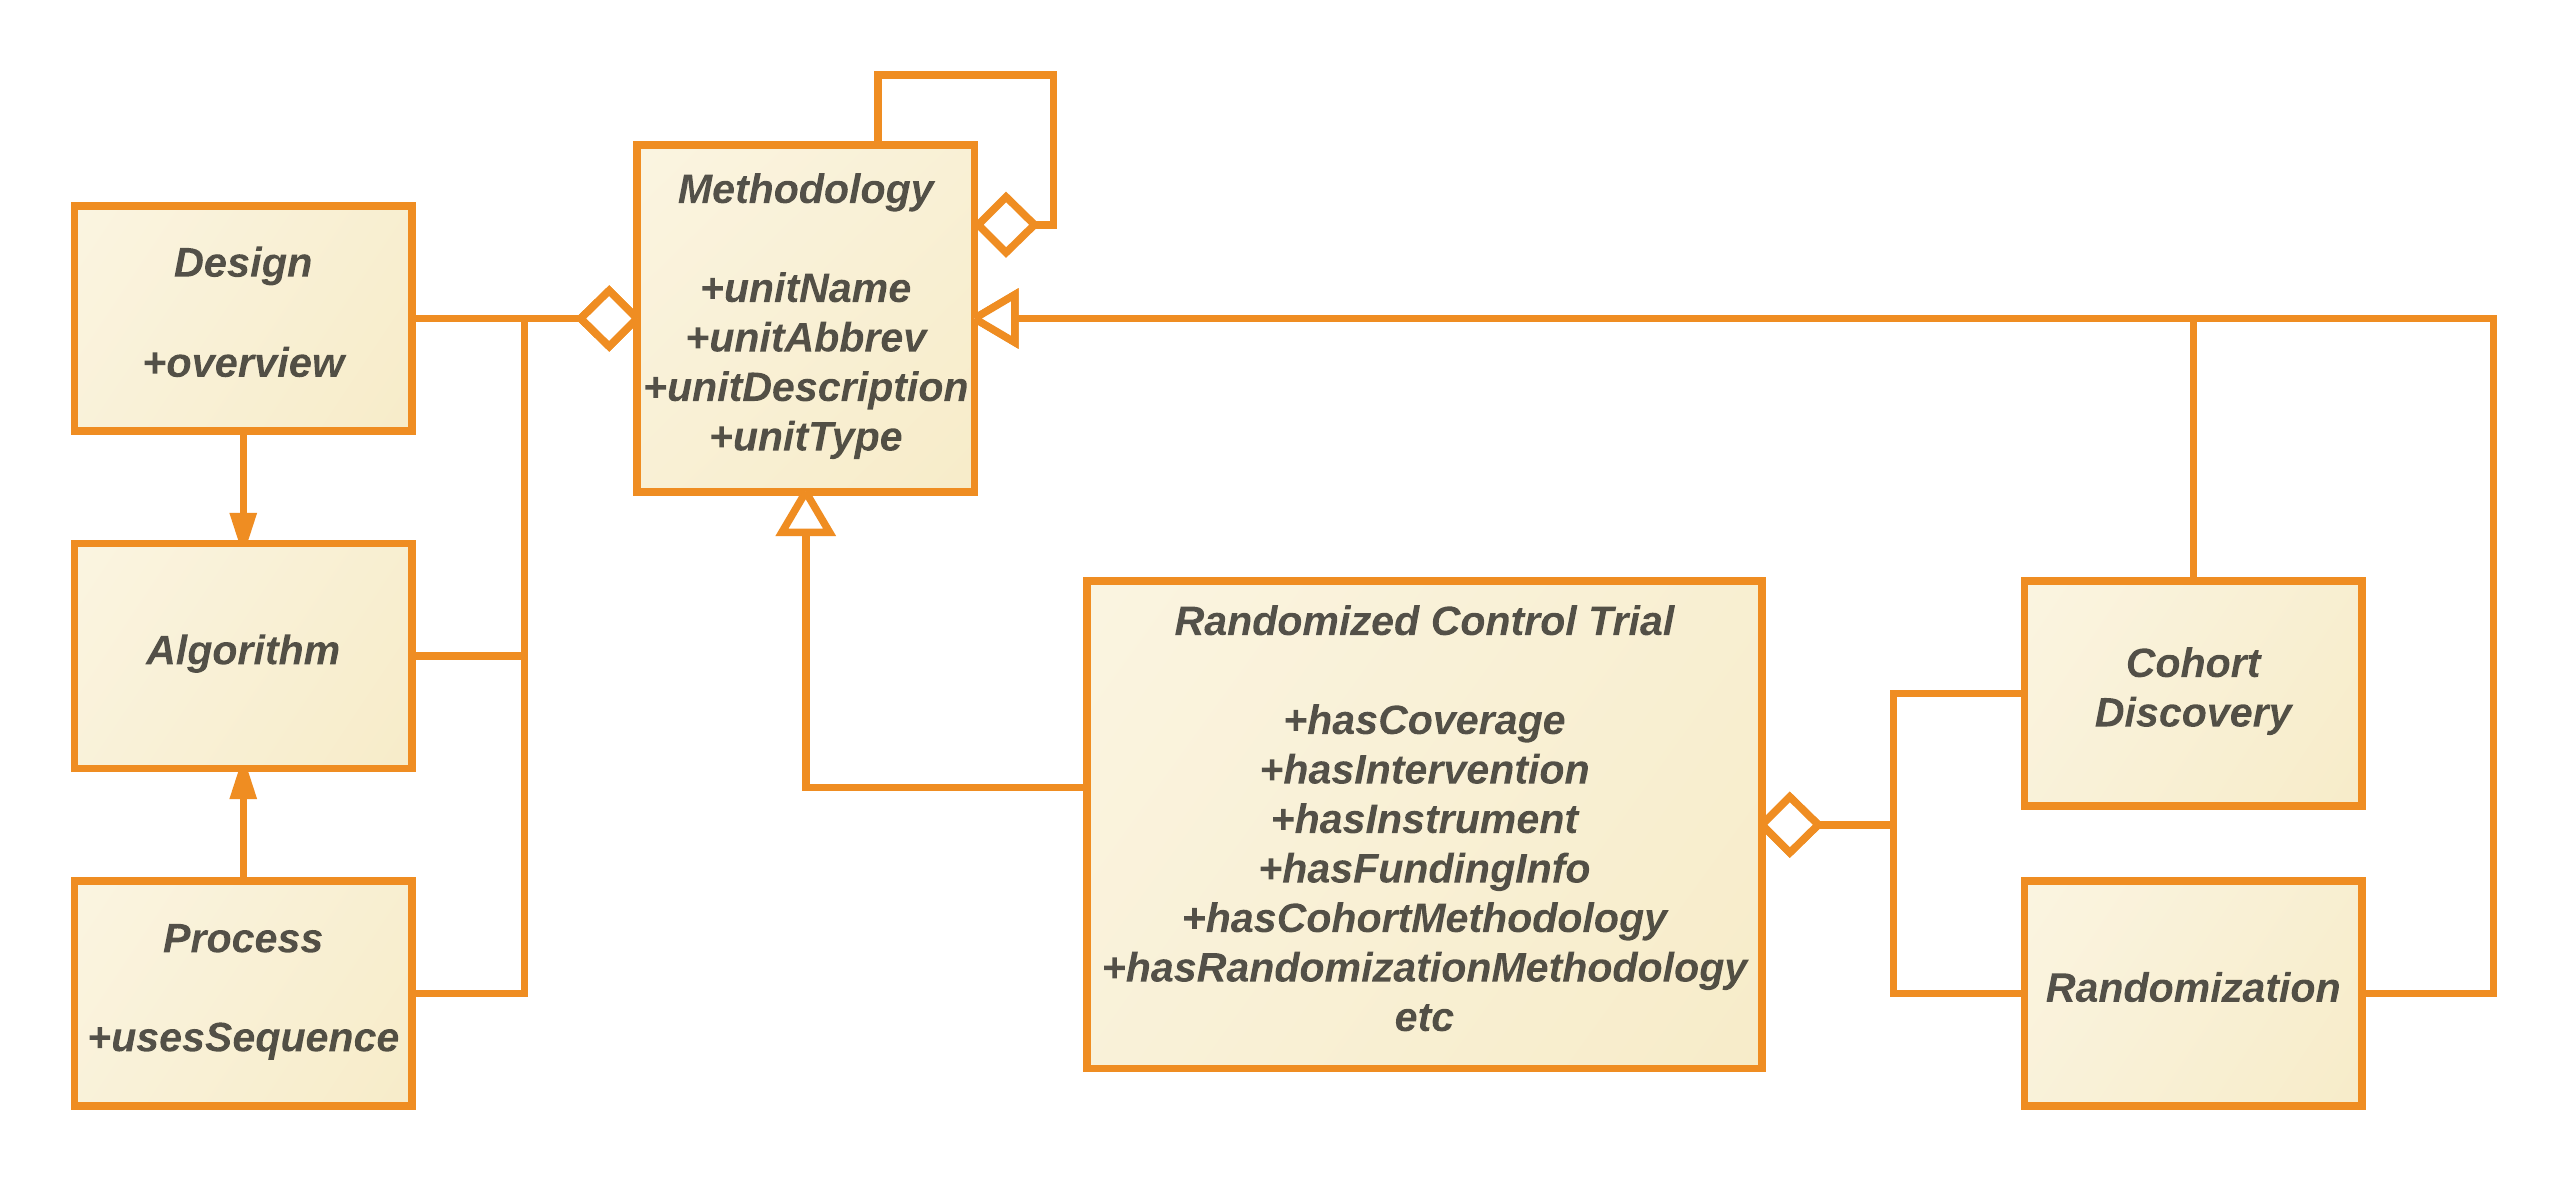 Methodology
+unitName
+unitAbbrev
+unitDescription
+unitType
Design
+overview
Algorithm
Process
+usesSequence
Randomized Control Trial
+hasCoverage
+hasIntervention
+hasInstrument
+hasFundingInfo
+hasCohortMethodology
+hasRandomizationMethodology
etc
Cohort
Discovery
Randomization